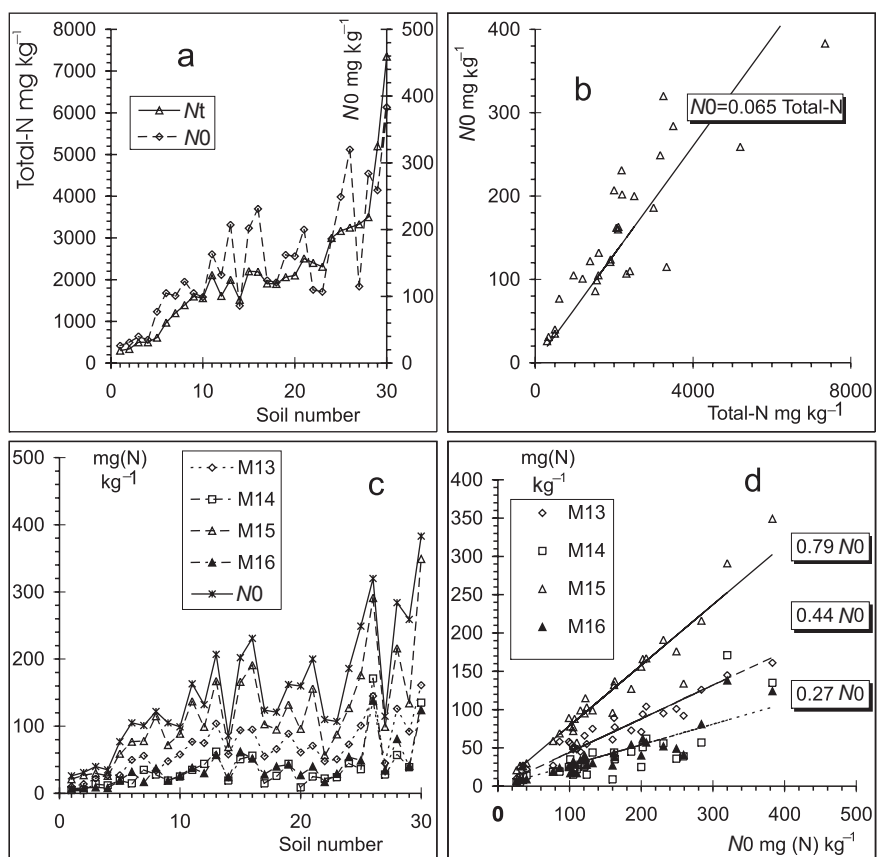 a
Total-N mg kg⁻¹
N0 mg kg⁻¹
8000
7000
6000
5000
4000
3000
2000
1000
0
500
400
300
200
100
0
Nt
N0
0
10
20
30
Soil number
b
N0 mg kg⁻¹
400
300
200
100
0
N0=0.065 Total-N
0
4000
8000
Total-N mg kg⁻¹
c
mg(N)
kg⁻¹
500
400
300
200
100
0
M13
M14
M15
M16
N0
0
10
20
30
Soil number
d
mg(N)
kg⁻¹
400
350
300
250
200
150
100
50
0
M13
M14
M15
M16
0.79 N0
0.44 N0
0.27 N0
0
100
200
300
400
500
N0 mg (N) kg⁻¹